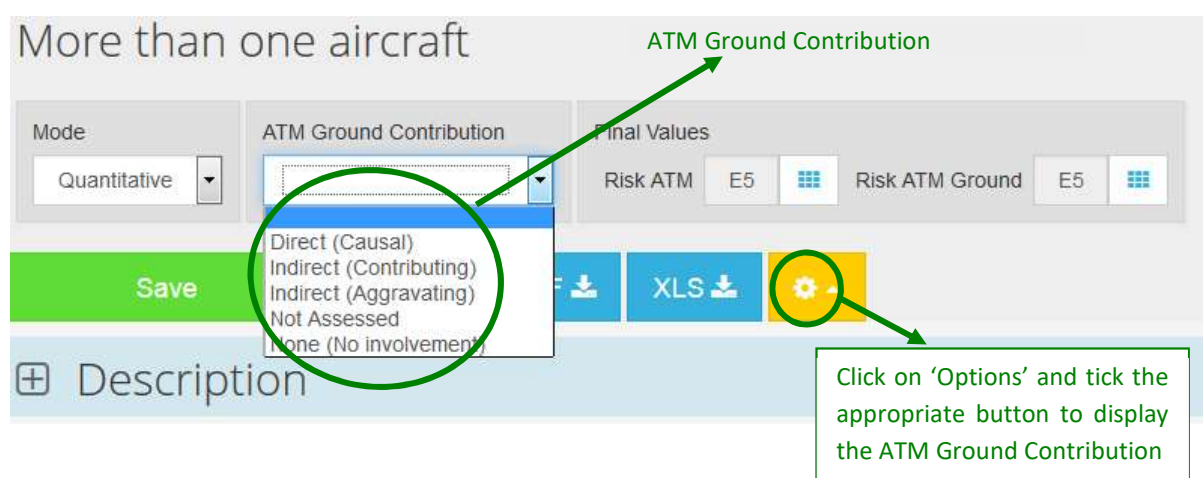 More than one aircraft
ATM Ground Contribution
Mode
ATM Ground Contribution
Final Values
Quantitative
Risk ATM
E5
Risk ATM Ground
E5
Direct (Causal)
Indirect (Contributing)
Indirect (Aggravating)
Not Assessed
None (No involvement)
Save
F
XLS
Description
Click on ‘Options’ and tick the
appropriate button to display
the ATM Ground Contribution